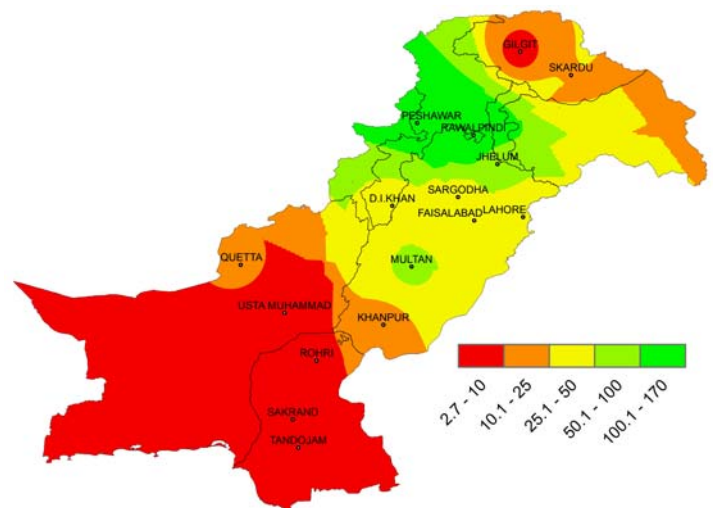 GILGIT
SKARDU
PESHAWAR
RAWALPINDI
JHELUM
SARGODHA
D.I.KHAN
FAISALABAD
LAHORE
QUETTA
MULTAN
USTA MUHAMMAD
KHANPUR
ROHRI
SAKRAND
TANDOJAM
2.7 - 10
10.1 - 25
25.1 - 50
50.1 - 100
100.1 - 170